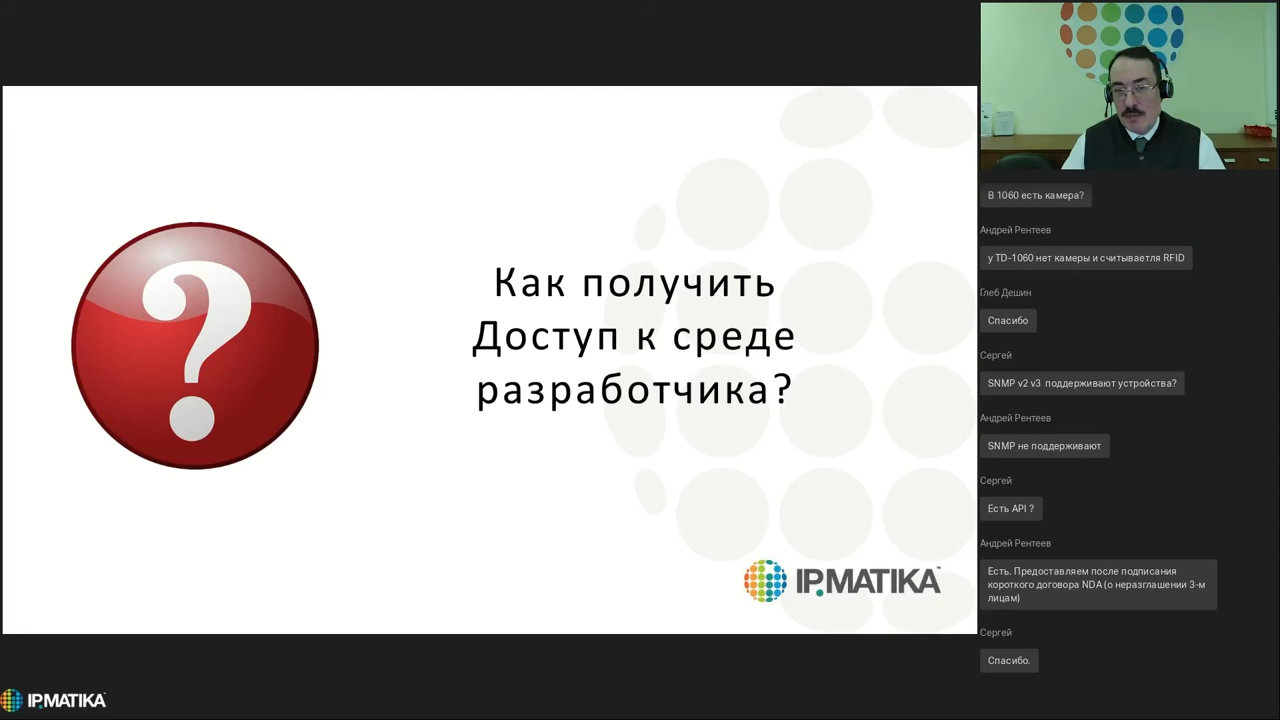 Как получить
Доступ к среде
разработчика?
IP.MATIKA™
IP.MATIKA
В 1060 есть камера?
Андрей Рентеев
у TD-1060 нет камеры и считываетля RFID
Глеб Дешин
Спасибо
Сергей
SNMP v2 v3 поддерживают устройства?
Андрей Рентеев
SNMP не поддерживают
Сергей
Есть API ?
Андрей Рентеев
Есть. Предоставляем после подписания
короткого договора NDA (о неразглашении 3-м
лицам)
Сергей
Спасибо.